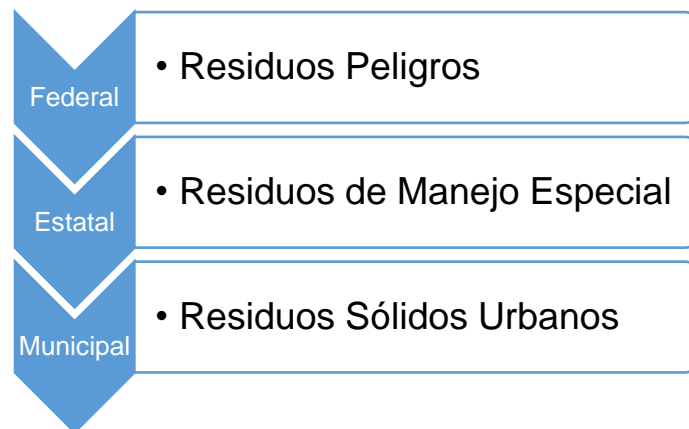 Federal
• Residuos Peligros
Estatal
• Residuos de Manejo Especial
Municipal
• Residuos Sólidos Urbanos